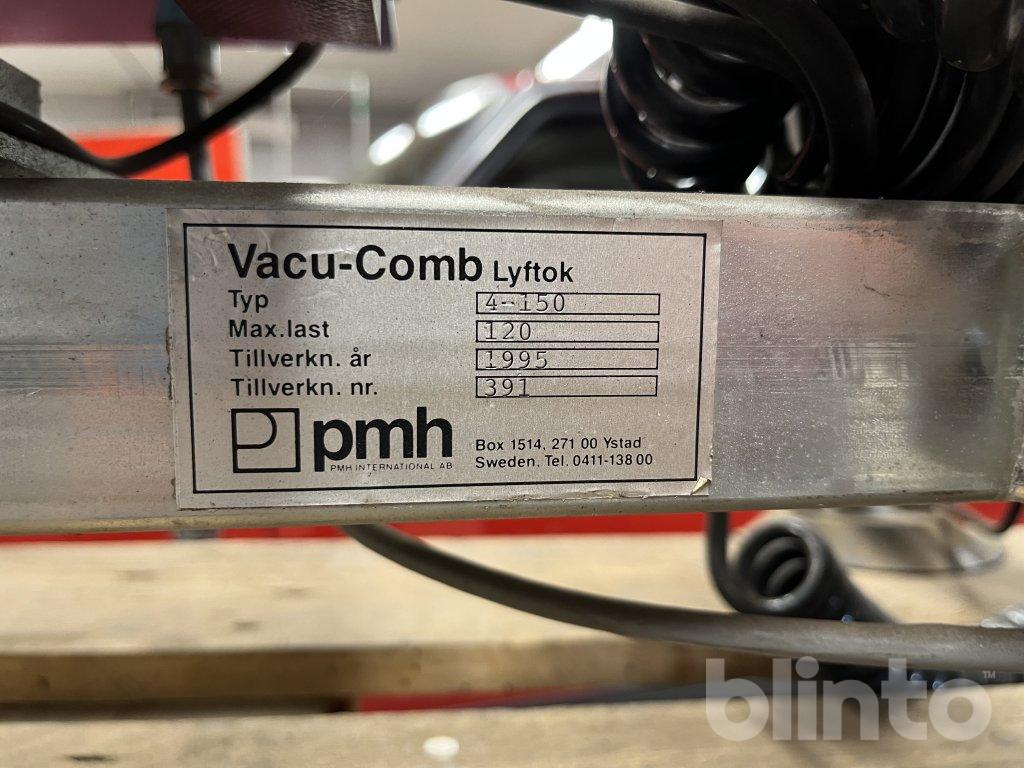 Vacu-Comb Lyftok
Typ 4-150
Max.last 120
Tillverkn. år 1995
Tillverkn. nr. 391
pmh
PMH INTERNATIONAL AB
Box 1514, 271 00 Ystad
Sweden. Tel. 0411-138 00
blinto™